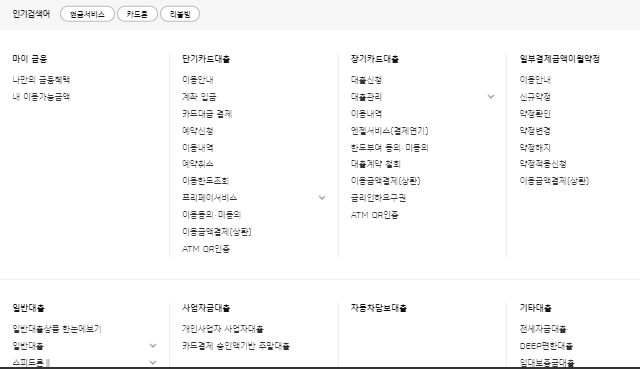 인기검색어 현금서비스 카드론 리볼빙
마이 금융
나만의 금융혜택
내 이용가능금액
단기카드대출
이용안내
계좌 입금
카드대금 결제
예약신청
이용내역
예약취소
이용한도조회
프리페이서비스
이용동의·미동의
이용금액결제(상환)
ATM QR인증
장기카드대출
대출신청
대출관리
이용내역
엔젤서비스(결제연기)
한도부여 동의·미동의
대출계약 철회
이용금액결제(상환)
금리인하요구권
ATM QR인증
일부결제금액이월약정
이용안내
신규약정
약정확인
약정변경
약정해지
약정적용신청
이용금액결제(상환)
일반대출
일반대출상품 한눈에보기
일반대출
스피드론Ⅱ
사업자금대출
개인사업자 사업자대출
카드결제 승인액기반 주말대출
자동차담보대출
기타대출
전세자금대출
DEEP편한대출
임대보증금대출